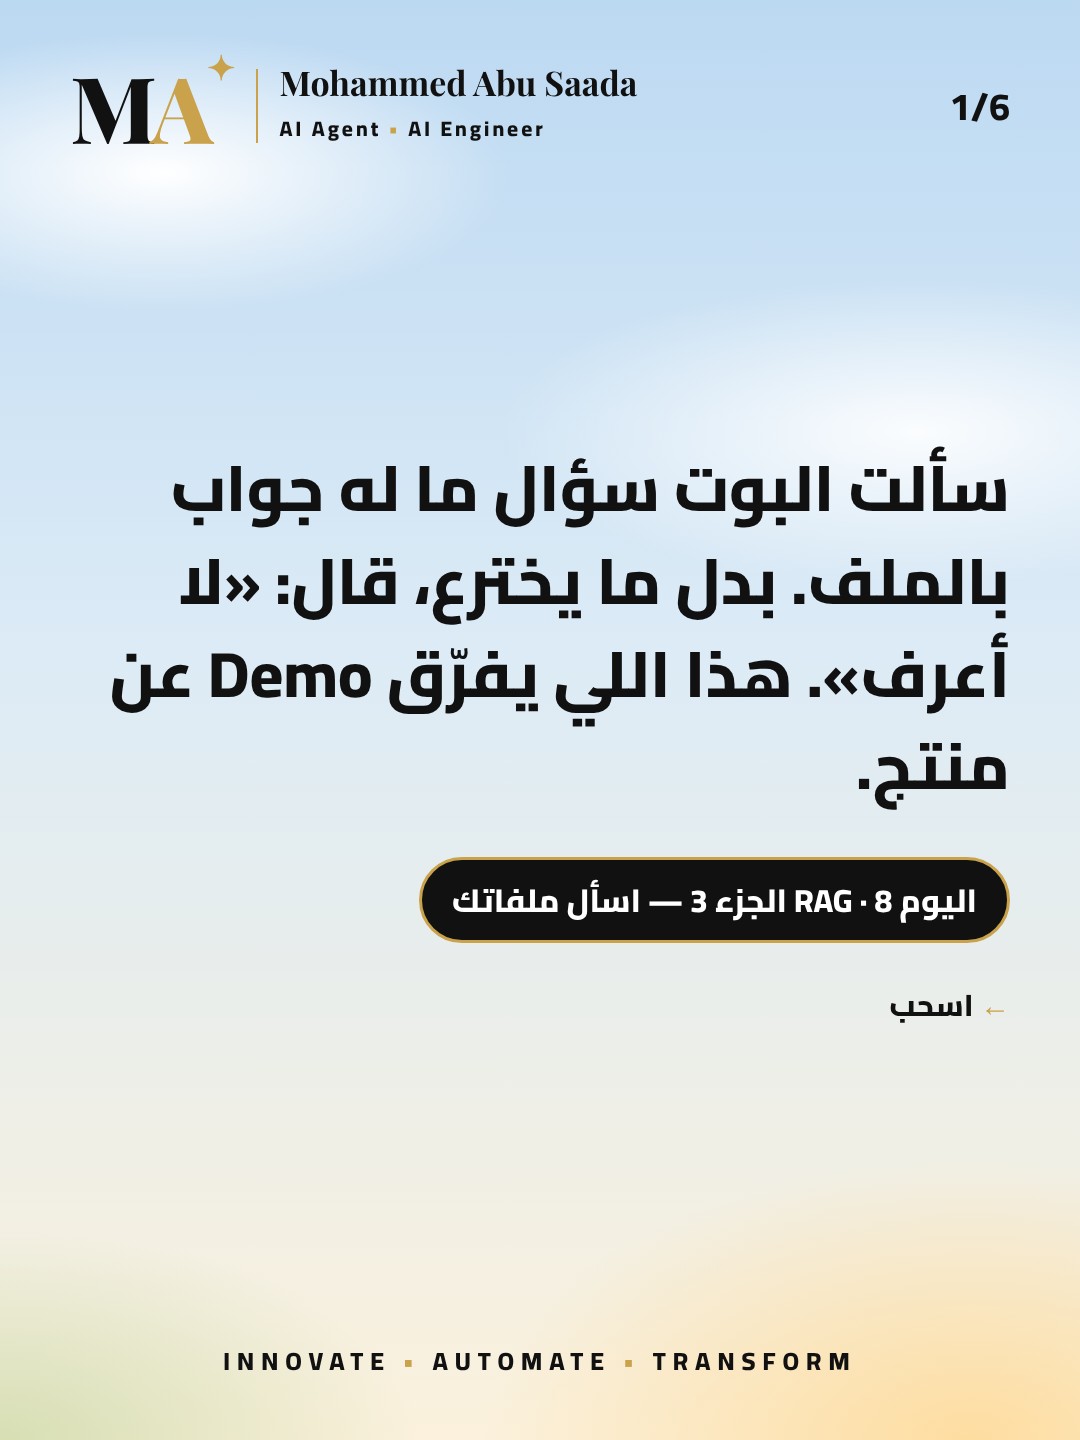 MA
Mohammed Abu Saada
AI Agent ▪ AI Engineer
1/6
سألت البوت سؤال ما له جواب
بالملف. بدل ما يخترع، قال: «لا
أعرف». هذا اللي يفرّق Demo عن
منتج.
اليوم 8 · RAG الجزء 3 — اسأل ملفاتك
← اسحب
INNOVATE ▪ AUTOMATE ▪ TRANSFORM